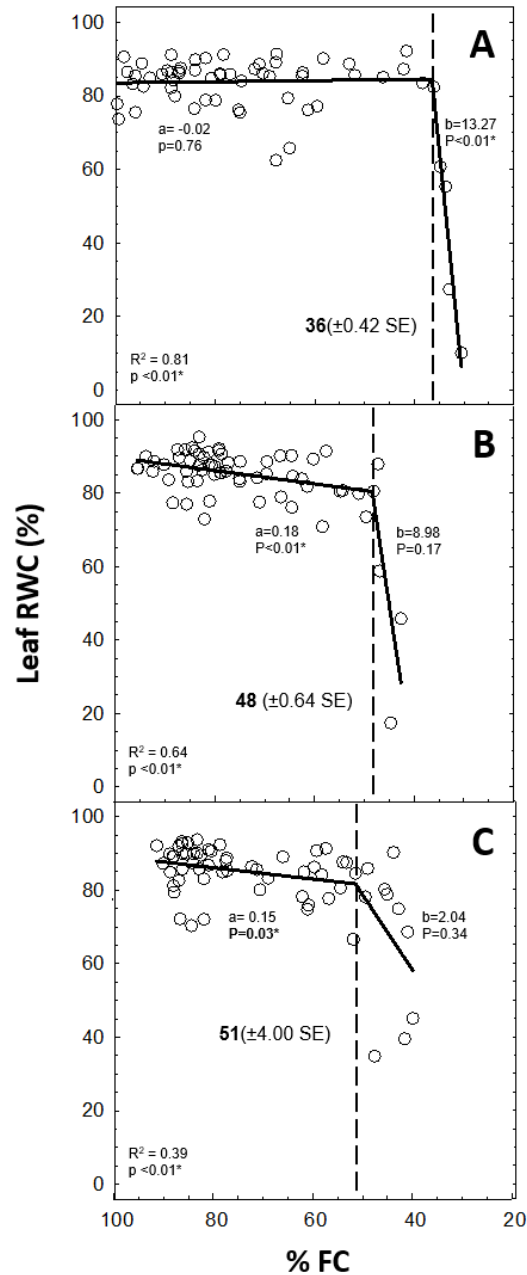 Leaf RWC (%)
100
80
60
40
20
0
A
a= -0.02
p=0.76
b=13.27
P<0.01*
36(±0.42 SE)
R² = 0.81
p <0.01*
100
80
60
40
20
0
B
a=0.18
P<0.01*
b=8.98
P=0.17
48 (±0.64 SE)
R² = 0.64
p <0.01*
100
80
60
40
20
0
C
a= 0.15
P=0.03*
b=2.04
P=0.34
51(±4.00 SE)
R² = 0.39
p <0.01*
100 80 60 40 20
% FC